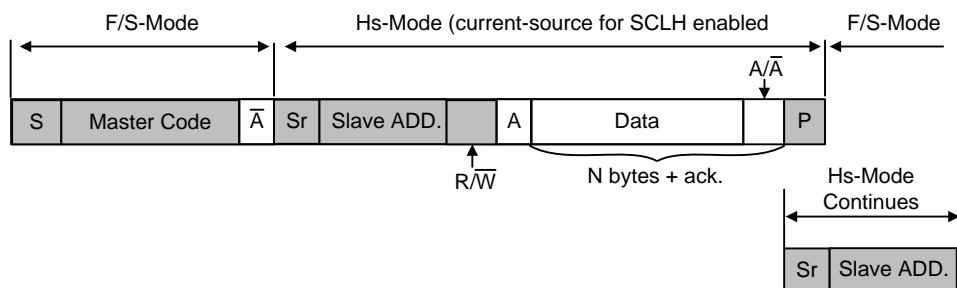 F/S-Mode
Hs-Mode (current-source for SCLH enabled
F/S-Mode
A/A̅
S
Master Code
A̅
Sr
Slave ADD.
A
Data
P
R/W̅
N bytes + ack.
Hs-Mode
Continues
Sr
Slave ADD.